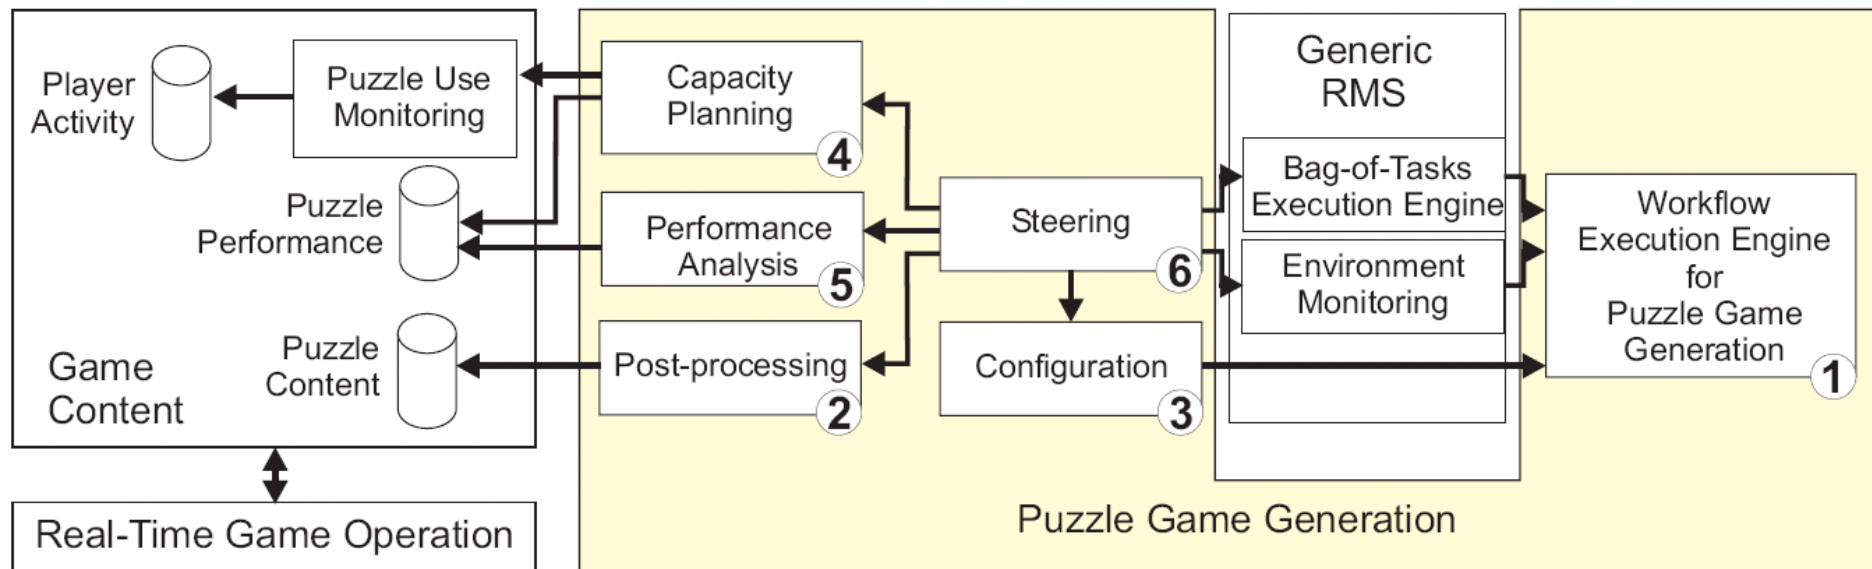 Player
Activity
Puzzle Use
Monitoring
Puzzle
Performance
Puzzle
Content
Game
Content
Real-Time Game Operation
Capacity
Planning
4
Performance
Analysis
5
Post-processing
2
Steering
6
Configuration
3
Generic
RMS
Bag-of-Tasks
Execution Engine
Environment
Monitoring
Workflow
Execution Engine
for
Puzzle Game
Generation
1
Puzzle Game Generation